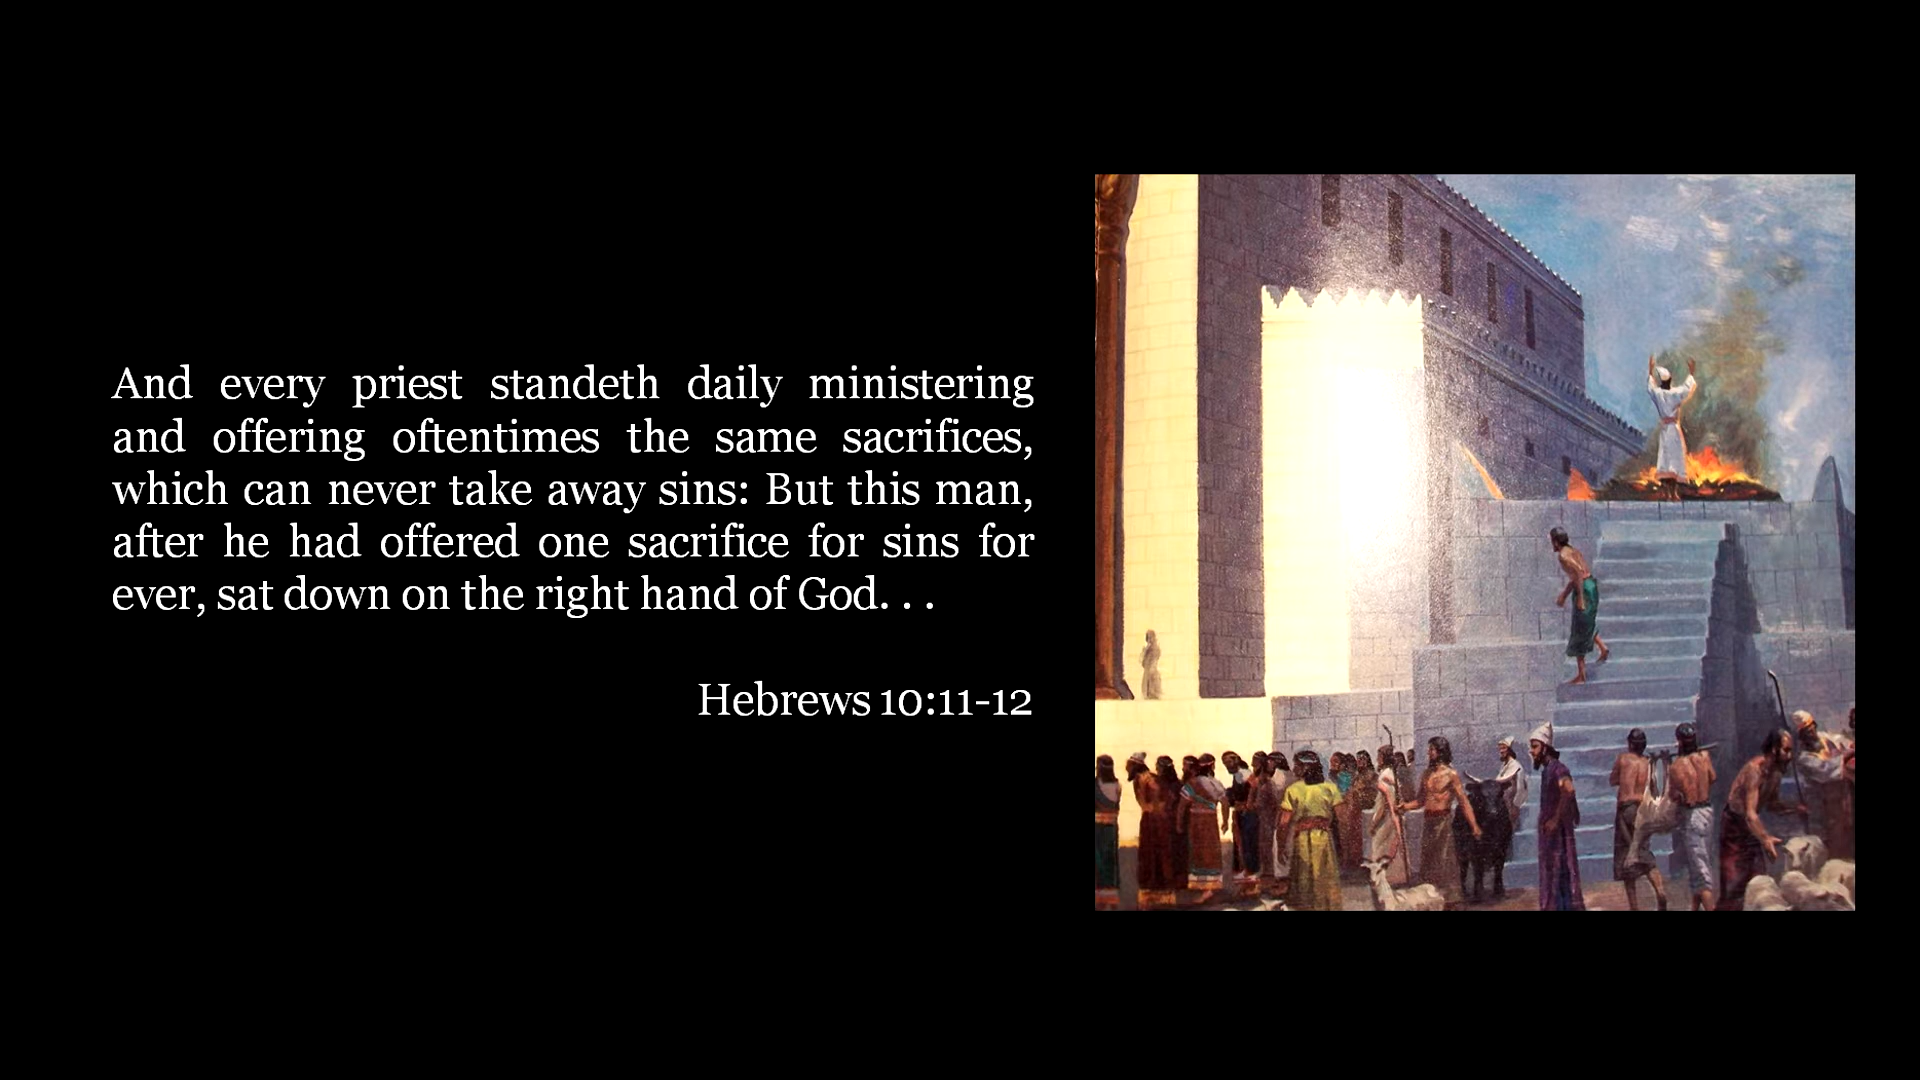 And every priest standeth daily ministering
and offering oftentimes the same sacrifices,
which can never take away sins: But this man,
after he had offered one sacrifice for sins for
ever, sat down on the right hand of God. . .
Hebrews 10:11-12